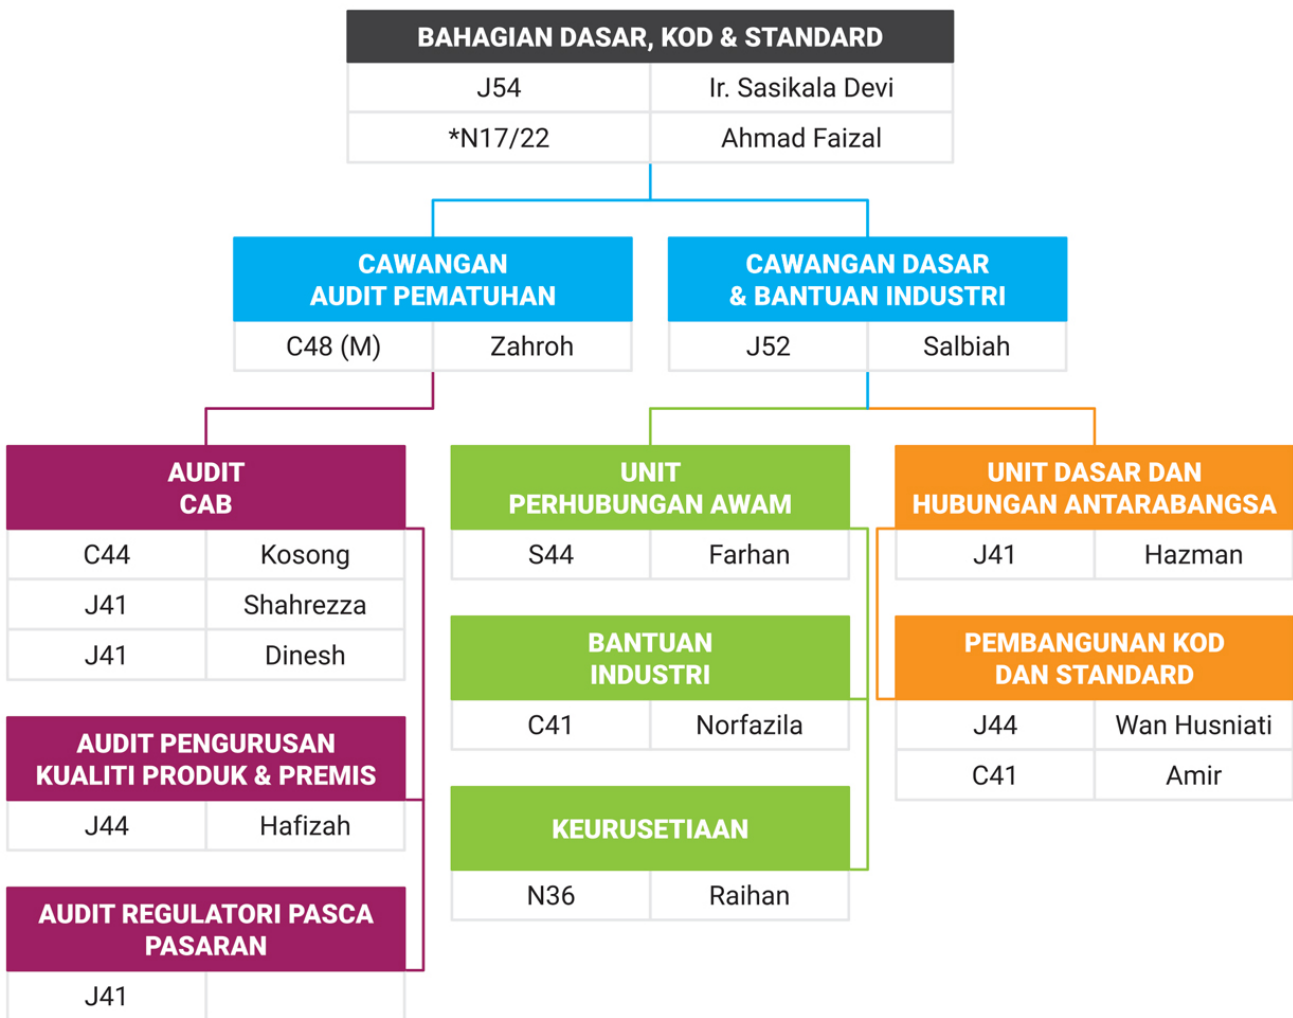 BAHAGIAN DASAR, KOD & STANDARD
J54 Ir. Sasikala Devi
*N17/22 Ahmad Faizal
CAWANGAN
AUDIT PEMATUHAN
C48 (M) Zahroh
CAWANGAN DASAR
& BANTUAN INDUSTRI
J52 Salbiah
AUDIT
CAB
C44 Kosong
J41 Shahrezza
J41 Dinesh
AUDIT PENGURUSAN
KUALITI PRODUK & PREMIS
J44 Hafizah
AUDIT REGULATORI PASCA
PASARAN
J41
UNIT
PERHUBUNGAN AWAM
S44 Farhan
BANTUAN
INDUSTRI
C41 Norfazila
KEURUSETIAAN
N36 Raihan
UNIT DASAR DAN
HUBUNGAN ANTARABANGSA
J41 Hazman
PEMBANGUNAN KOD
DAN STANDARD
J44 Wan Husniati
C41 Amir